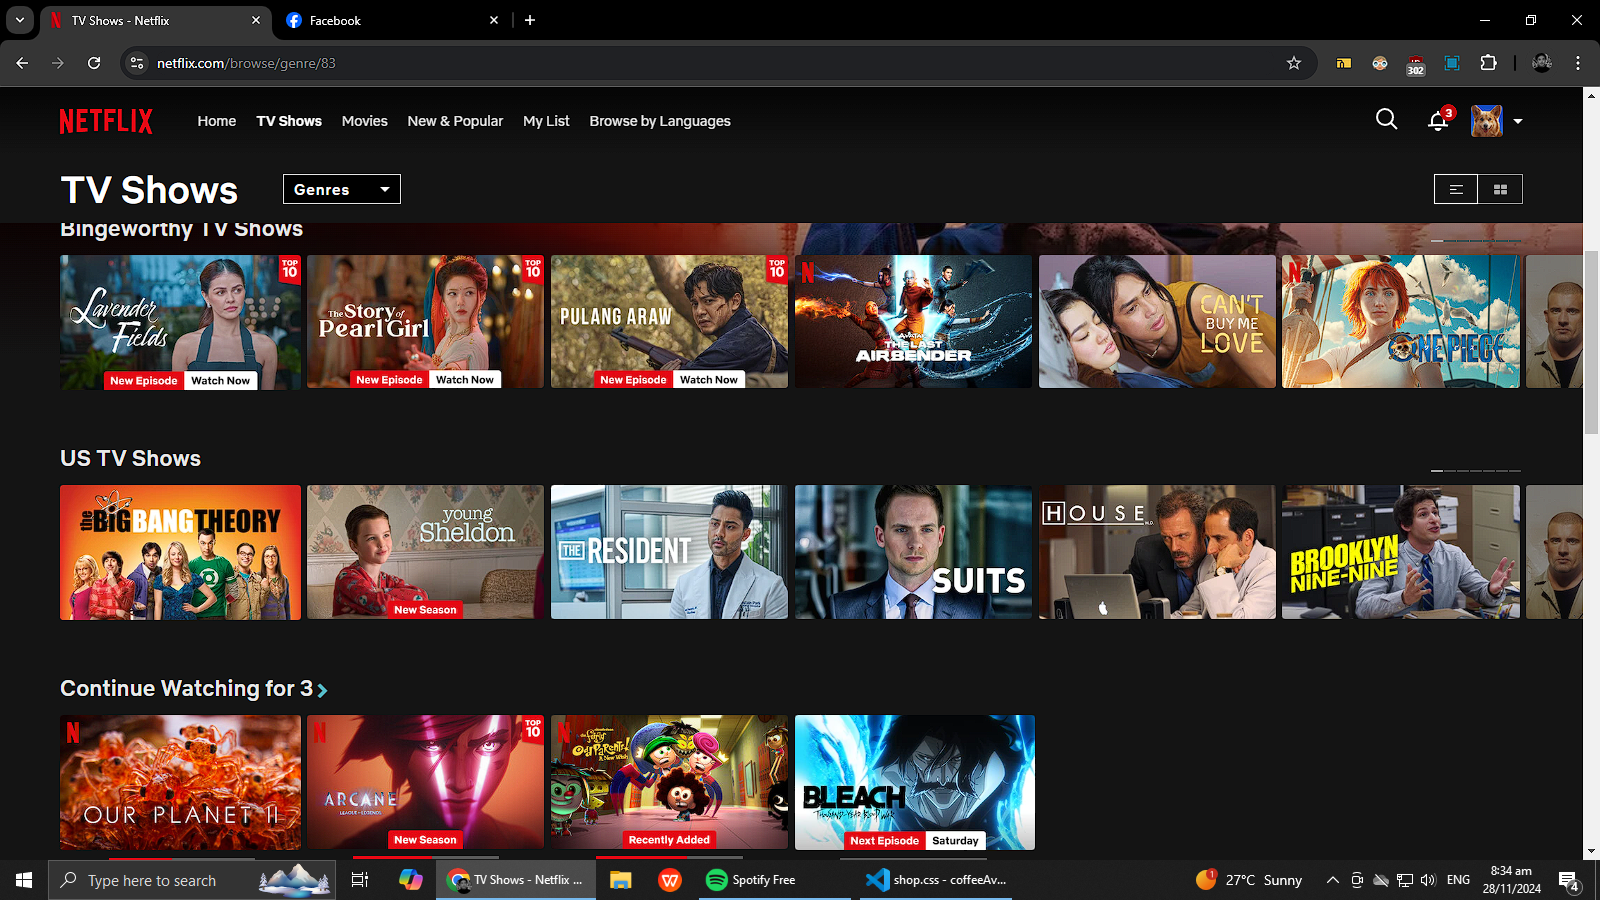 TV Shows - Netflix
Facebook
netflix.com/browse/genre/83
302
NETFLIX
Home
TV Shows
Movies
New & Popular
My List
Browse by Languages
3
TV Shows
Genres
Bingeworthy TV Shows
Lavender Fields
TOP 10
New Episode
Watch Now
The Story of Pearl Girl
TOP 10
New Episode
Watch Now
PULANG ARAW
TOP 10
New Episode
Watch Now
N
AVATAR
THE LAST
AIRBENDER
CAN'T
BUY ME
LOVE
N
ONE PIECE
US TV Shows
the BIG BANG THEORY
young
Sheldon
New Season
THE RESIDENT
SUITS
HOUSE M.D.
BROOKLYN
NINE-NINE
Continue Watching for 3
N
OUR PLANET II
N
ARCANE
LEAGUE OF LEGENDS
TOP 10
New Season
N
the Fairly OddParents!
A New Wish
Recently Added
BLEACH
THOUSAND-YEAR BLOOD WAR
Next Episode
Saturday
Type here to search
TV Shows - Netflix ...
Spotify Free
shop.css - coffeeAv...
1
27°C Sunny
ENG
8:34 am
28/11/2024
4